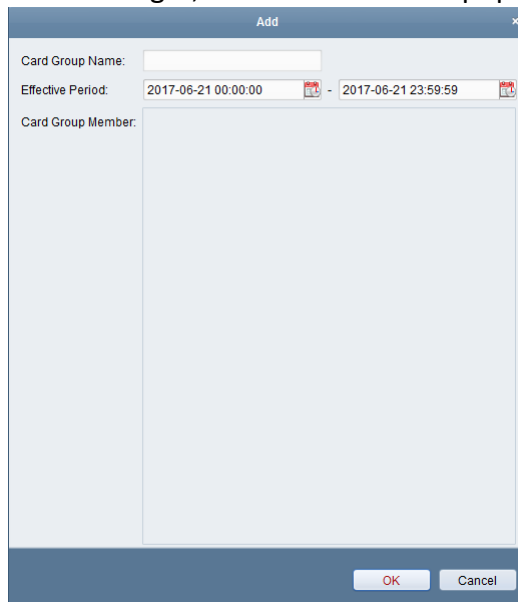 Add ×
Card Group Name:
Effective Period: 2017-06-21 00:00:00 - 2017-06-21 23:59:59
Card Group Member:
OK Cancel